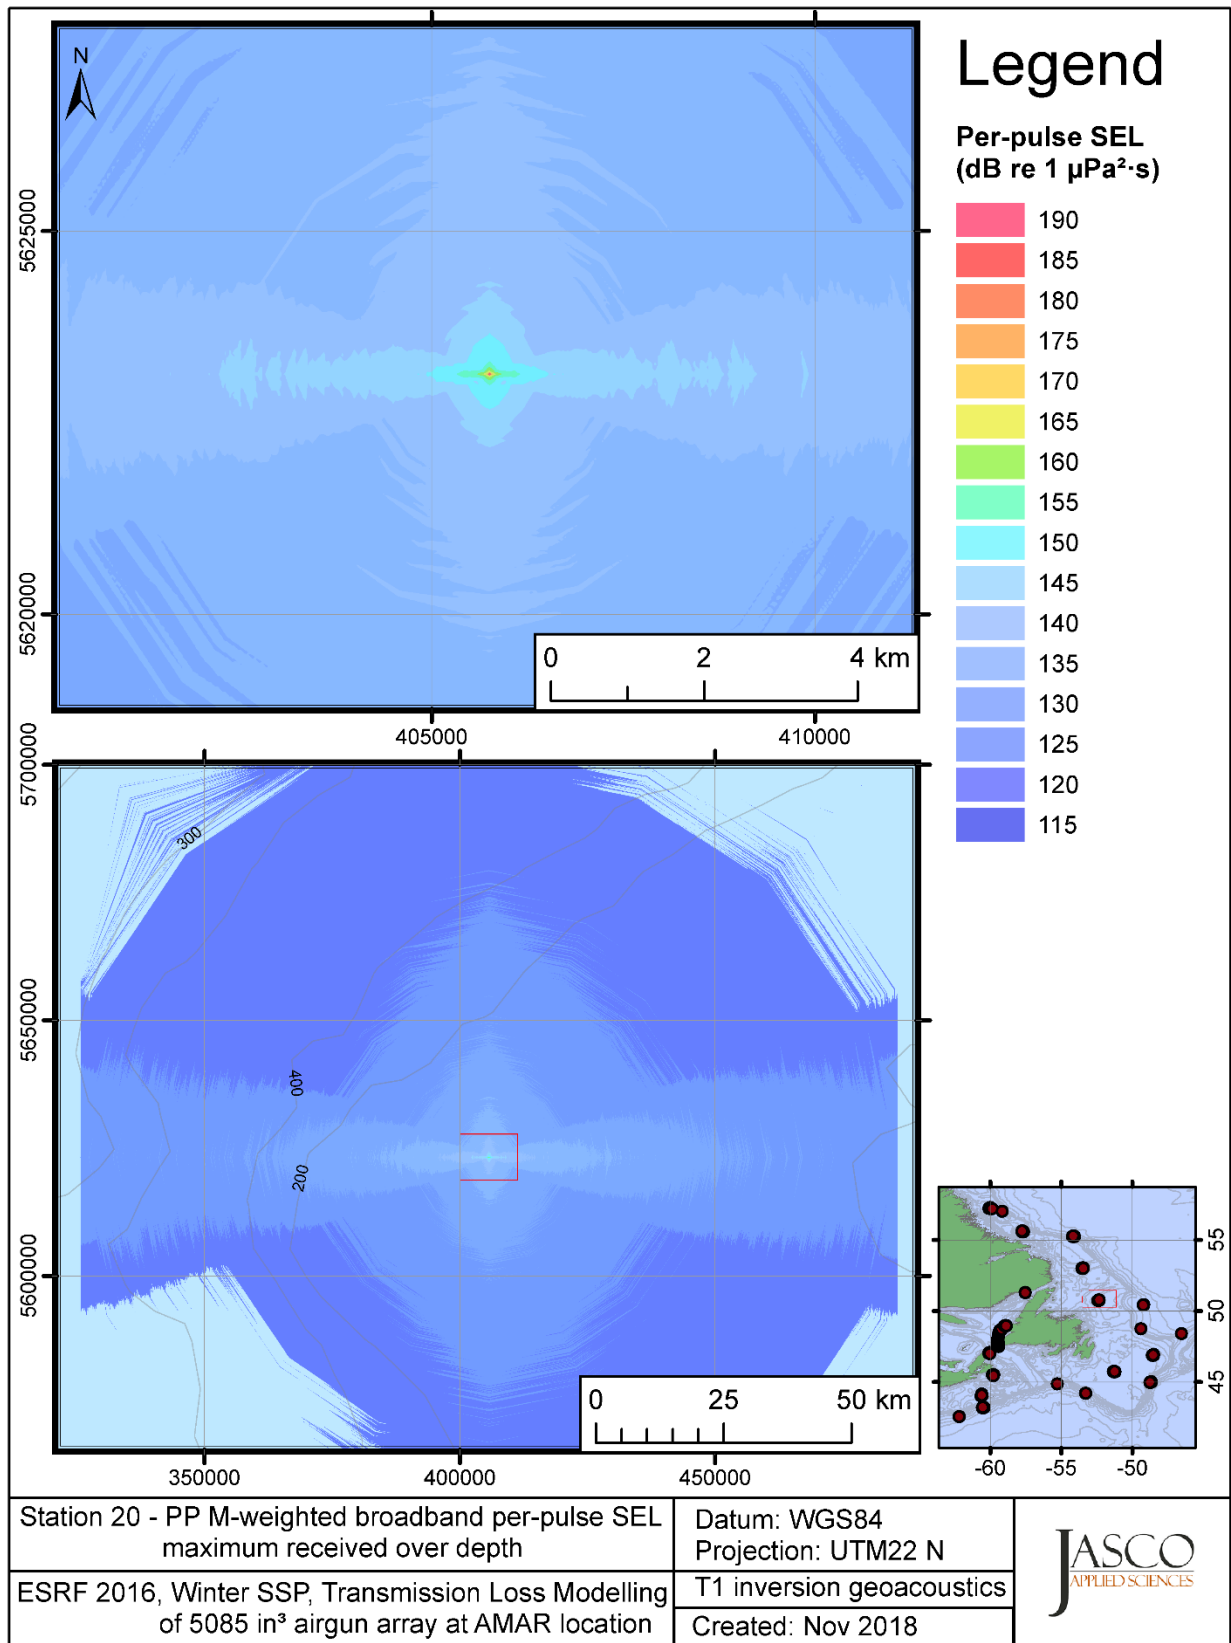 N
5625000
5620000
0 2 4 km
405000 410000
Legend
Per-pulse SEL
(dB re 1 µPa²·s)
190
185
180
175
170
165
160
155
150
145
140
135
130
125
120
115
5700000
5650000
5600000
300
400
200
0 25 50 km
350000 400000 450000
55
50
45
-60 -55 -50
Station 20 - PP M-weighted broadband per-pulse SEL
maximum received over depth
ESRF 2016, Winter SSP, Transmission Loss Modelling
of 5085 in³ airgun array at AMAR location
Datum: WGS84
Projection: UTM22 N
T1 inversion geoacoustics
Created: Nov 2018
JASCO
APPLIED SCIENCES